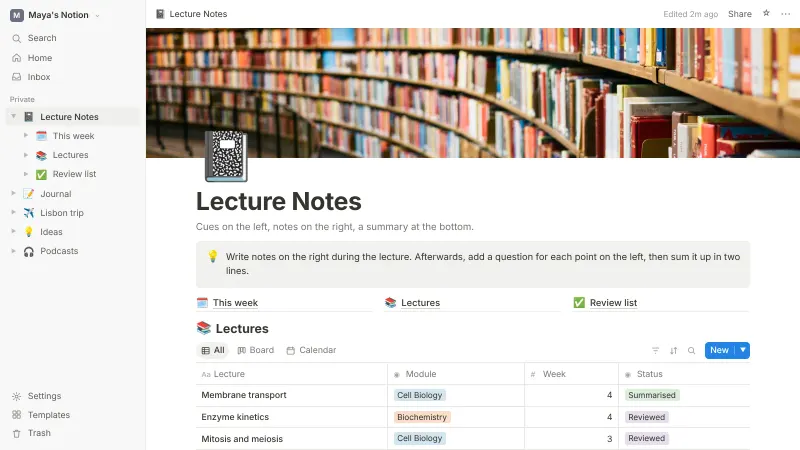 M Maya's Notion
Search
Home
Inbox
Private
Lecture Notes
This week
Lectures
Review list
Journal
Lisbon trip
Ideas
Podcasts
Settings
Templates
Trash
Lecture Notes
Edited 2m ago Share
Lecture Notes
Cues on the left, notes on the right, a summary at the bottom.
Write notes on the right during the lecture. Afterwards, add a question for each point on the left, then sum it up in two
lines.
This week Lectures Review list
Lectures
All Board Calendar New
Aa Lecture Module # Week Status
Membrane transport Cell Biology 4 Summarised
Enzyme kinetics Biochemistry 4 Reviewed
Mitosis and meiosis Cell Biology 3 Reviewed